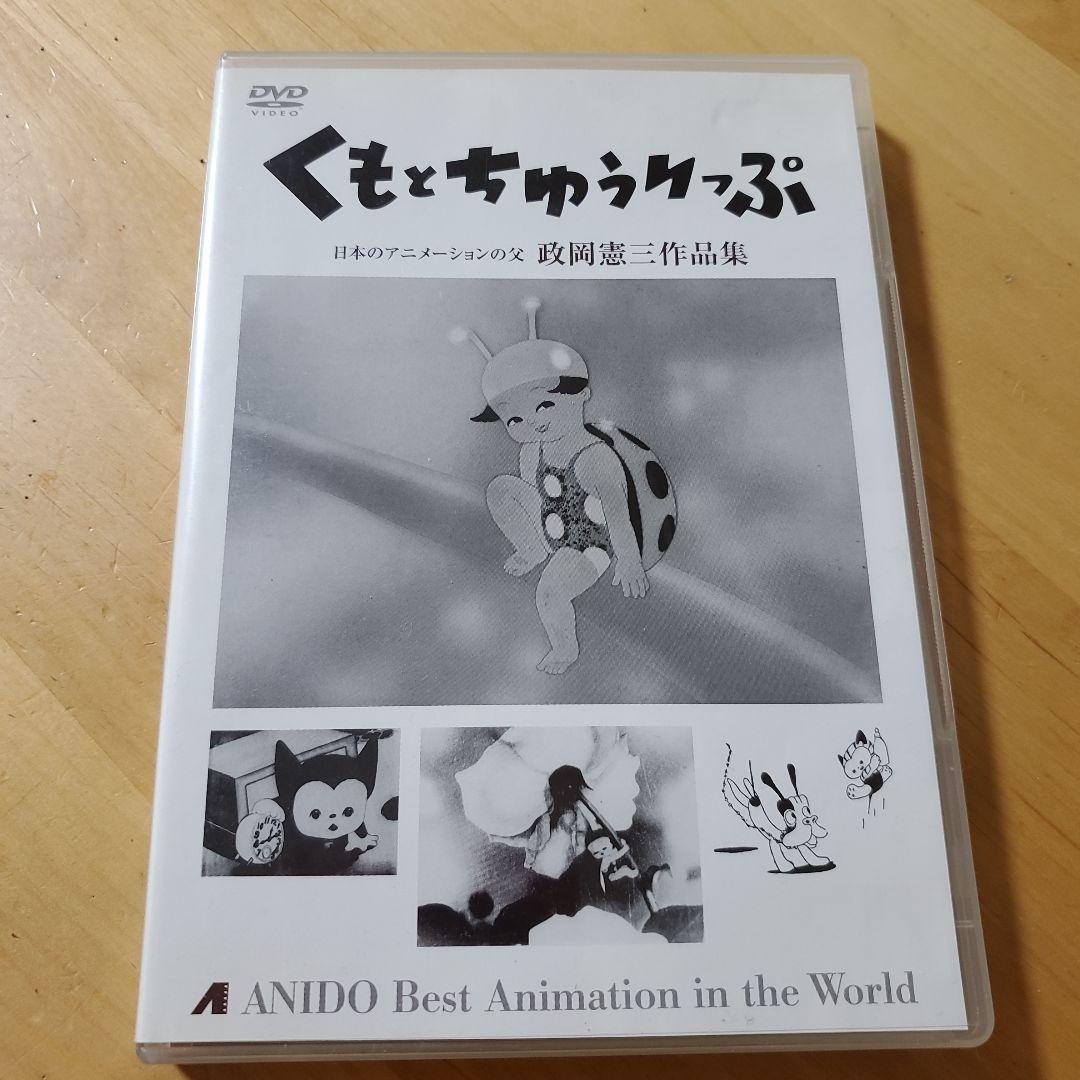 DVD
VIDEO
くもとちゅうりっぷ
日本のアニメーションの父 政岡憲三作品集
ANIDO Best Animation in the World